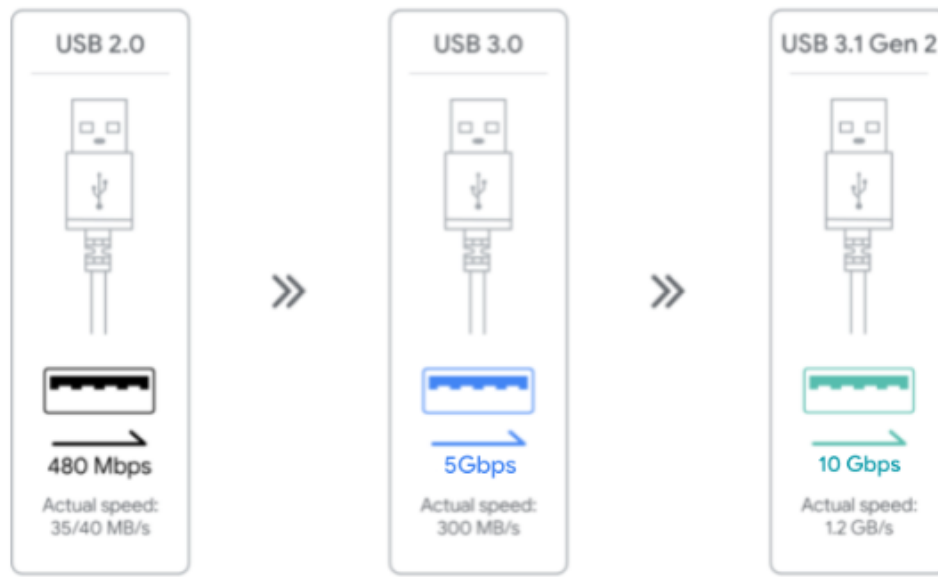 USB 2.0
480 Mbps
Actual speed:
35/40 MB/s
USB 3.0
5Gbps
Actual speed:
300 MB/s
USB 3.1 Gen 2
10 Gbps
Actual speed:
1.2 GB/s